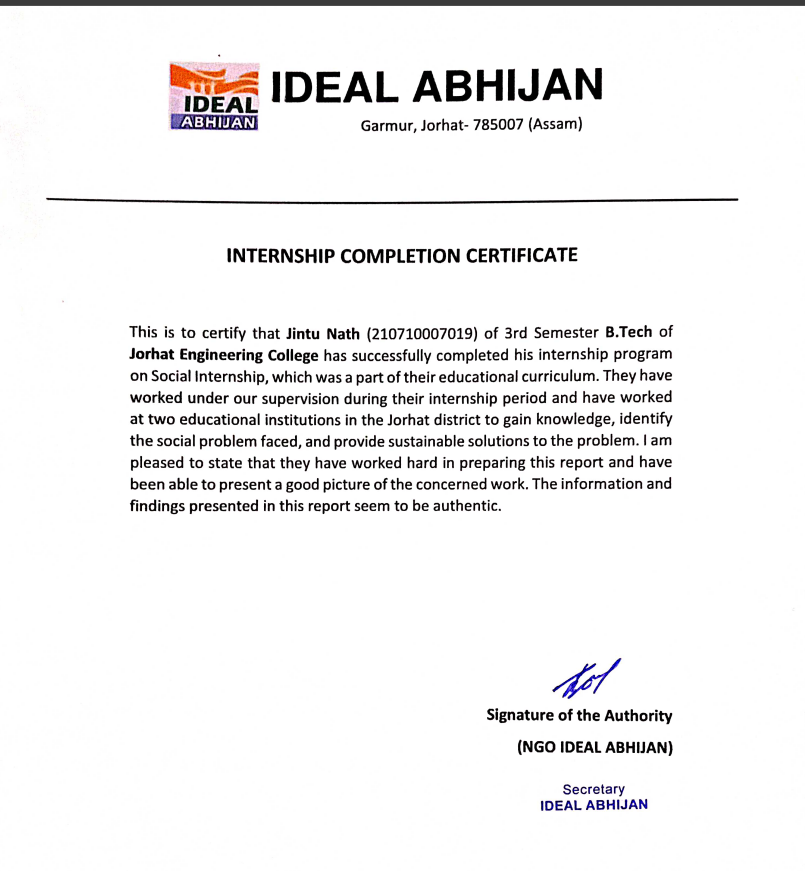 IDEAL
ABHIJAN
IDEAL ABHIJAN
Garmur, Jorhat- 785007 (Assam)
INTERNSHIP COMPLETION CERTIFICATE
This is to certify that Jintu Nath (210710007019) of 3rd Semester B.Tech of
Jorhat Engineering College has successfully completed his internship program
on Social Internship, which was a part of their educational curriculum. They have
worked under our supervision during their internship period and have worked
at two educational institutions in the Jorhat district to gain knowledge, identify
the social problem faced, and provide sustainable solutions to the problem. I am
pleased to state that they have worked hard in preparing this report and have
been able to present a good picture of the concerned work. The information and
findings presented in this report seem to be authentic.
Signature of the Authority
(NGO IDEAL ABHIJAN)
Secretary
IDEAL ABHIJAN